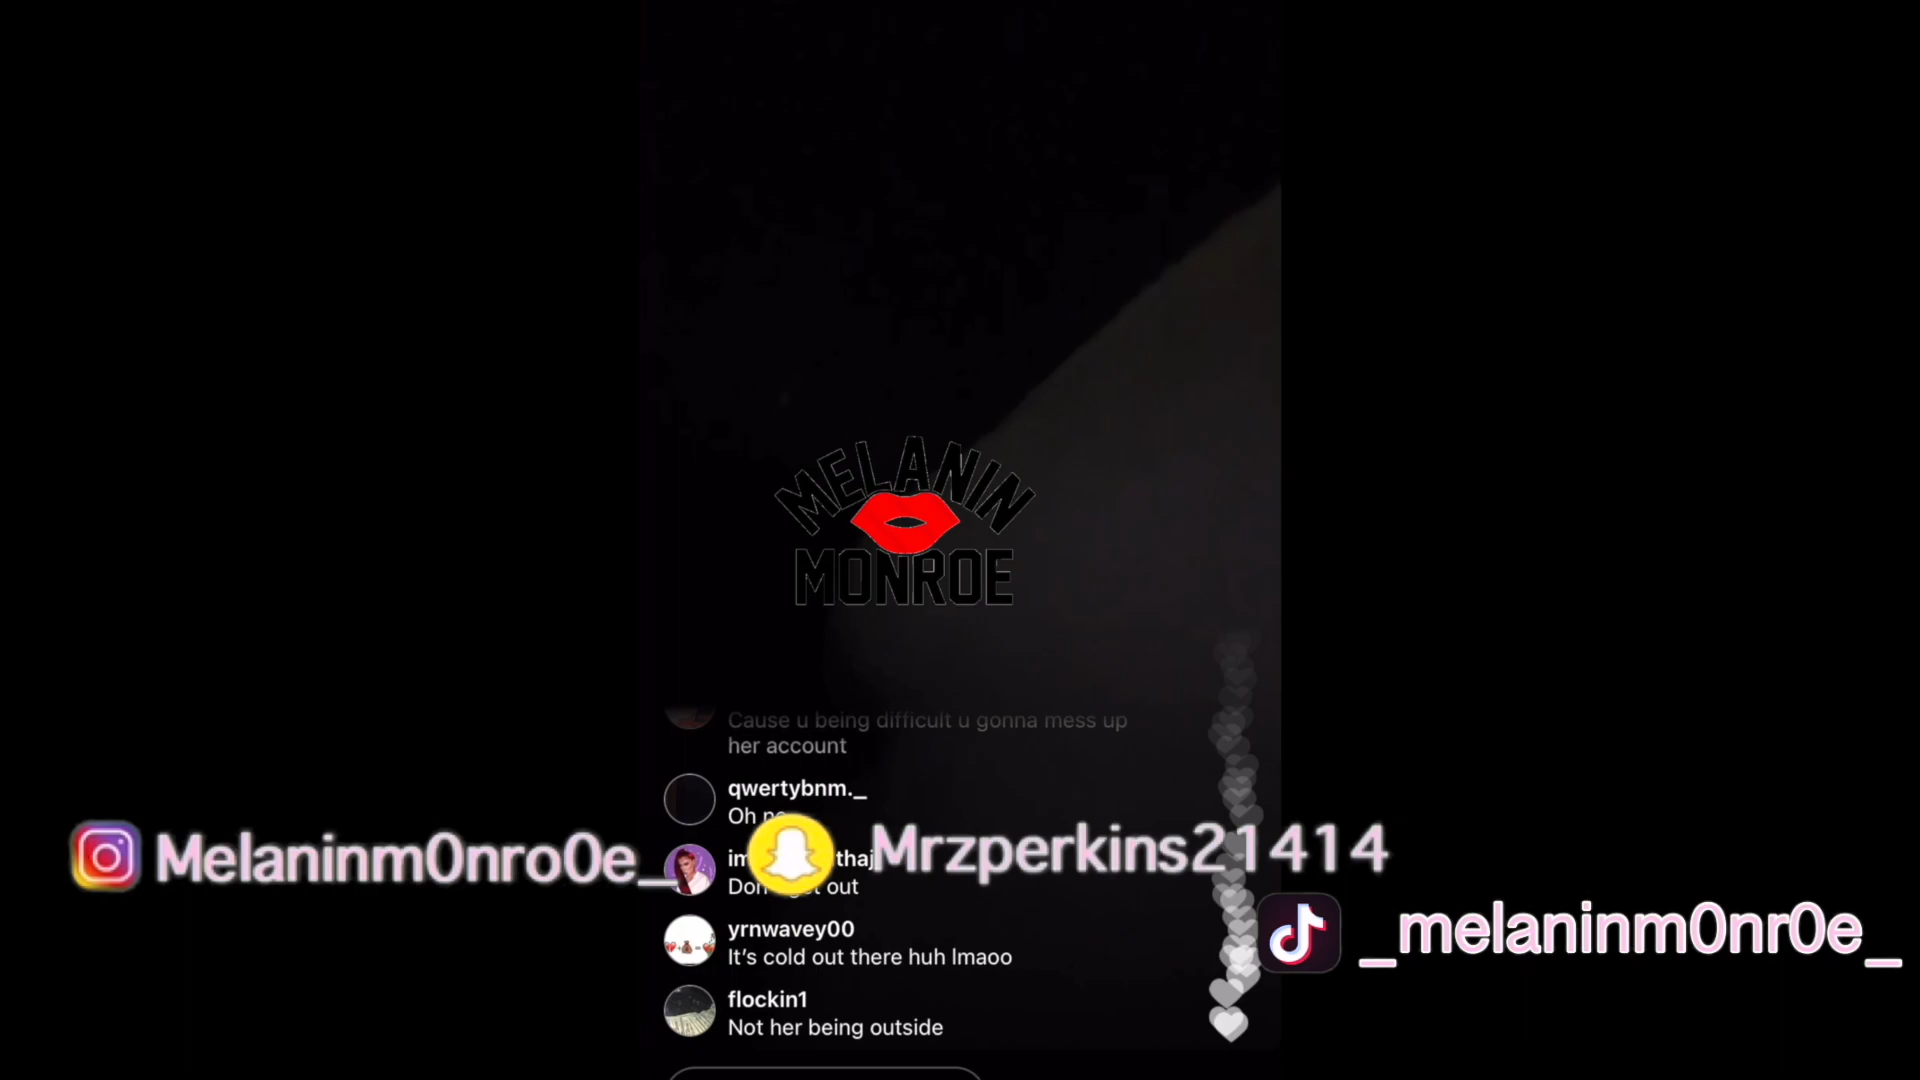 MELANIN
MONROE
Cause u being difficult u gonna mess up
her account
qwertybnm._
Oh
Melaninm0nro0e_
Mrzperkins21414
out
_melaninm0nr0e_
yrnwavey00
It's cold out there huh lmaoo
flockin1
Not her being outside